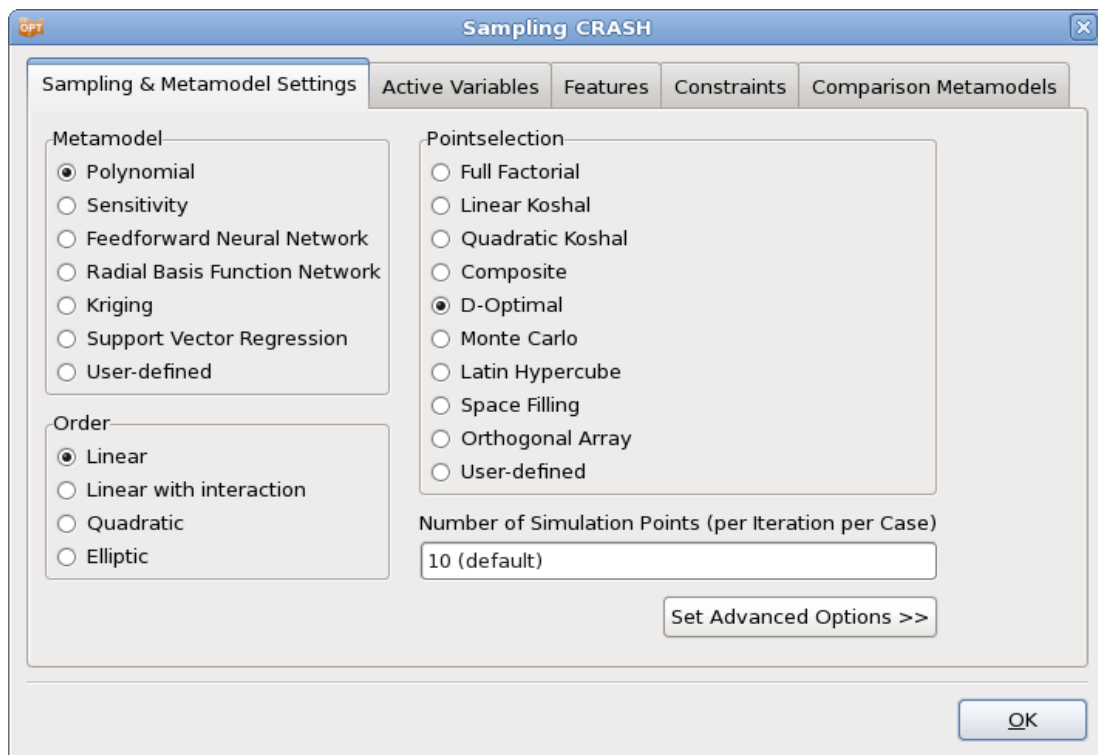 OPT
Sampling CRASH
Sampling & Metamodel Settings
Active Variables
Features
Constraints
Comparison Metamodels
Metamodel
Polynomial
Sensitivity
Feedforward Neural Network
Radial Basis Function Network
Kriging
Support Vector Regression
User-defined
Order
Linear
Linear with interaction
Quadratic
Elliptic
Pointselection
Full Factorial
Linear Koshal
Quadratic Koshal
Composite
D-Optimal
Monte Carlo
Latin Hypercube
Space Filling
Orthogonal Array
User-defined
Number of Simulation Points (per Iteration per Case)
10 (default)
Set Advanced Options >>
OK